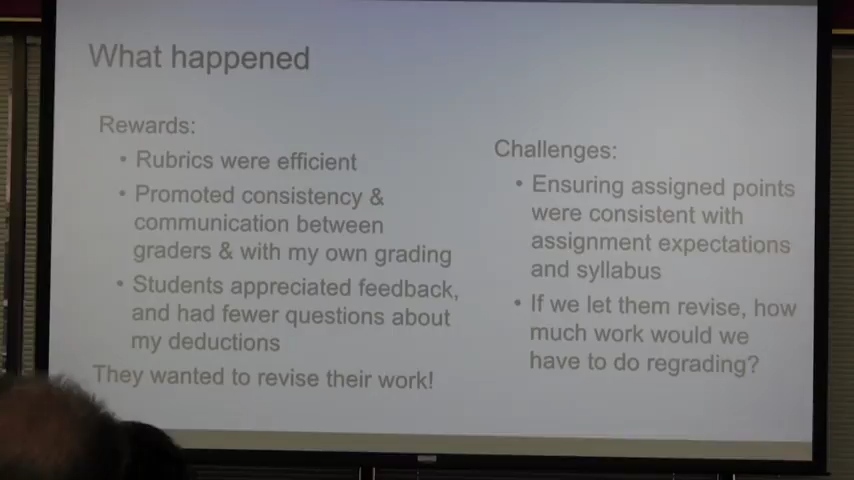 What happened
Rewards:
• Rubrics were efficient
• Promoted consistency &
communication between
graders & with my own grading
• Students appreciated feedback,
and had fewer questions about
my deductions
They wanted to revise their work!
Challenges:
• Ensuring assigned points
were consistent with
assignment expectations
and syllabus
• If we let them revise, how
much work would we
have to do regrading?